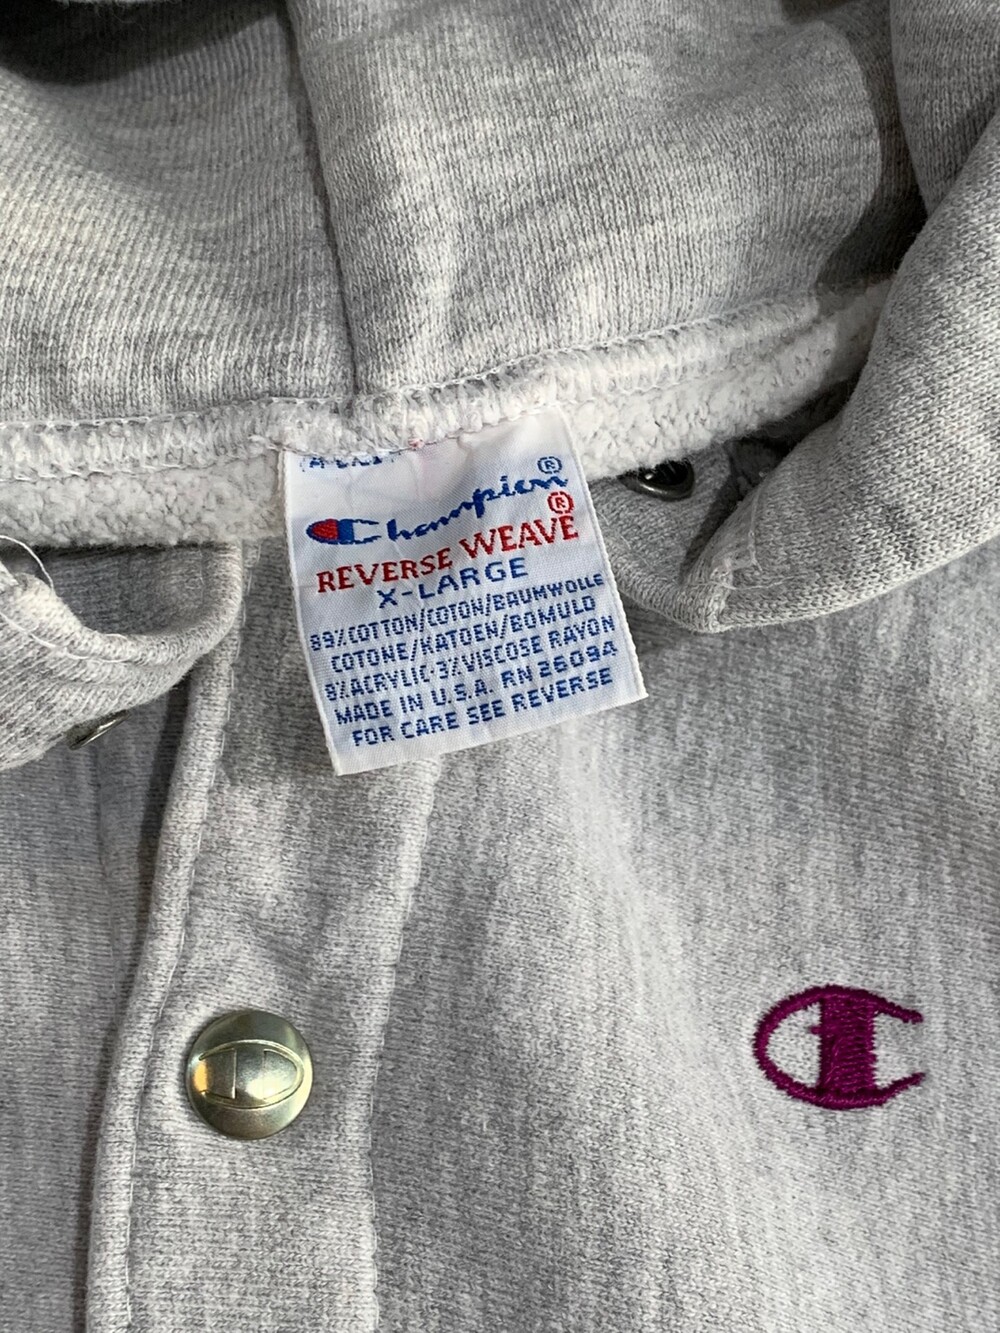 Champion®
REVERSE WEAVE®
X-LARGE
89%COTTON/COTON/BAUMWOLLE
COTONE/KATOEN/BOMULD
8%ACRYLIC·3%VISCOSE RAYON
MADE IN U.S.A. RN 26094
FOR CARE SEE REVERSE